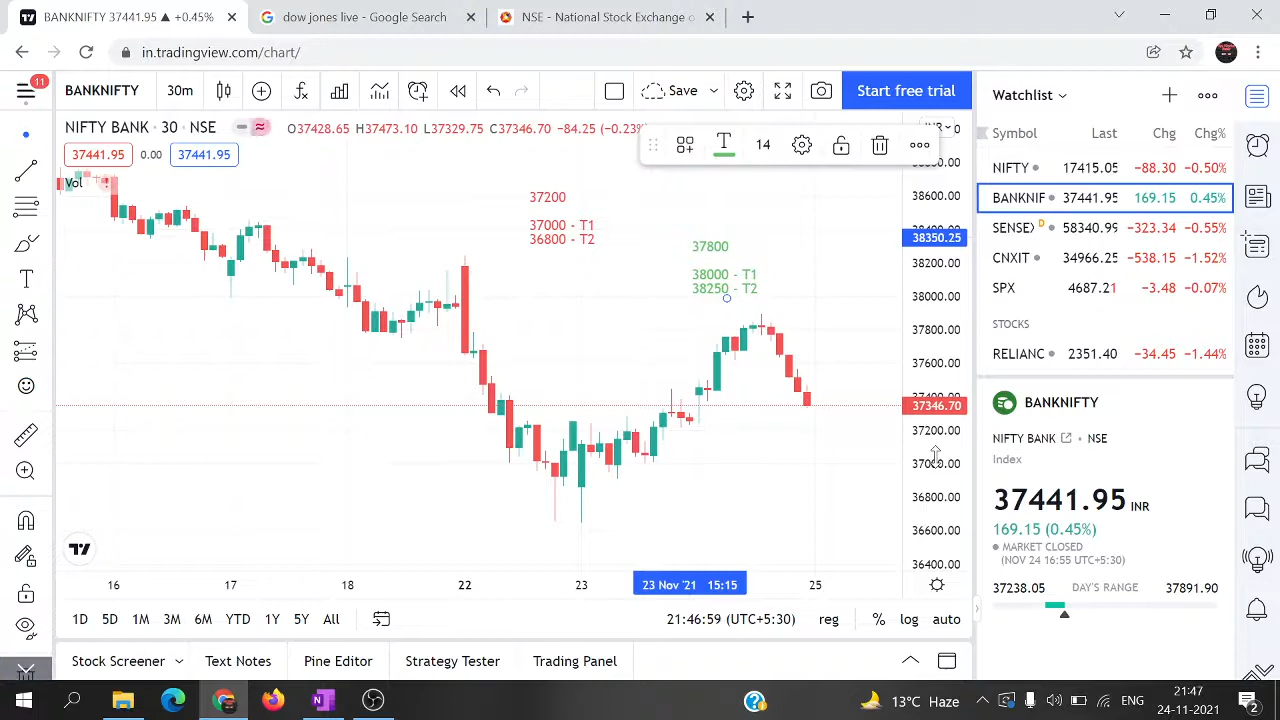 BANKNIFTY 37441.95 ▲ +0.45%
dow jones live - Google Search
NSE - National Stock Exchange o
in.tradingview.com/chart/
11
BANKNIFTY
30m
Save
Start free trial
NIFTY BANK · 30 · NSE
O37428.65 H37473.10 L37329.75 C37346.70 −84.25 (−0.23%
14
37441.95
0.00
37441.95
Vol
37200
37000 - T1
36800 - T2
37800
38000 - T1
38250 - T2
38600.00
38350.25
38200.00
38000.00
37800.00
37600.00
37346.70
37200.00
37000.00
36800.00
36600.00
36400.00
16
17
18
22
23
23 Nov '21 15:15
25
1D
5D
1M
3M
6M
YTD
1Y
5Y
All
21:46:59 (UTC+5:30)
reg
%
log
auto
Stock Screener
Text Notes
Pine Editor
Strategy Tester
Trading Panel
Watchlist
Symbol Last Chg Chg%
NIFTY 17415.05 −88.30 −0.50%
BANKNIF 37441.95 169.15 0.45%
SENSEX D 58340.99 −323.34 −0.55%
CNXIT 34966.25 −538.15 −1.52%
SPX 4687.21 −3.48 −0.07%
STOCKS
RELIANC 2351.40 −34.45 −1.44%
BANKNIFTY
NIFTY BANK · NSE
Index
37441.95 INR
169.15 (0.45%)
MARKET CLOSED
(NOV 24 16:55 UTC+5:30)
37238.05 DAY'S RANGE 37891.90
13°C Haze
ENG
21:47
24-11-2021
2